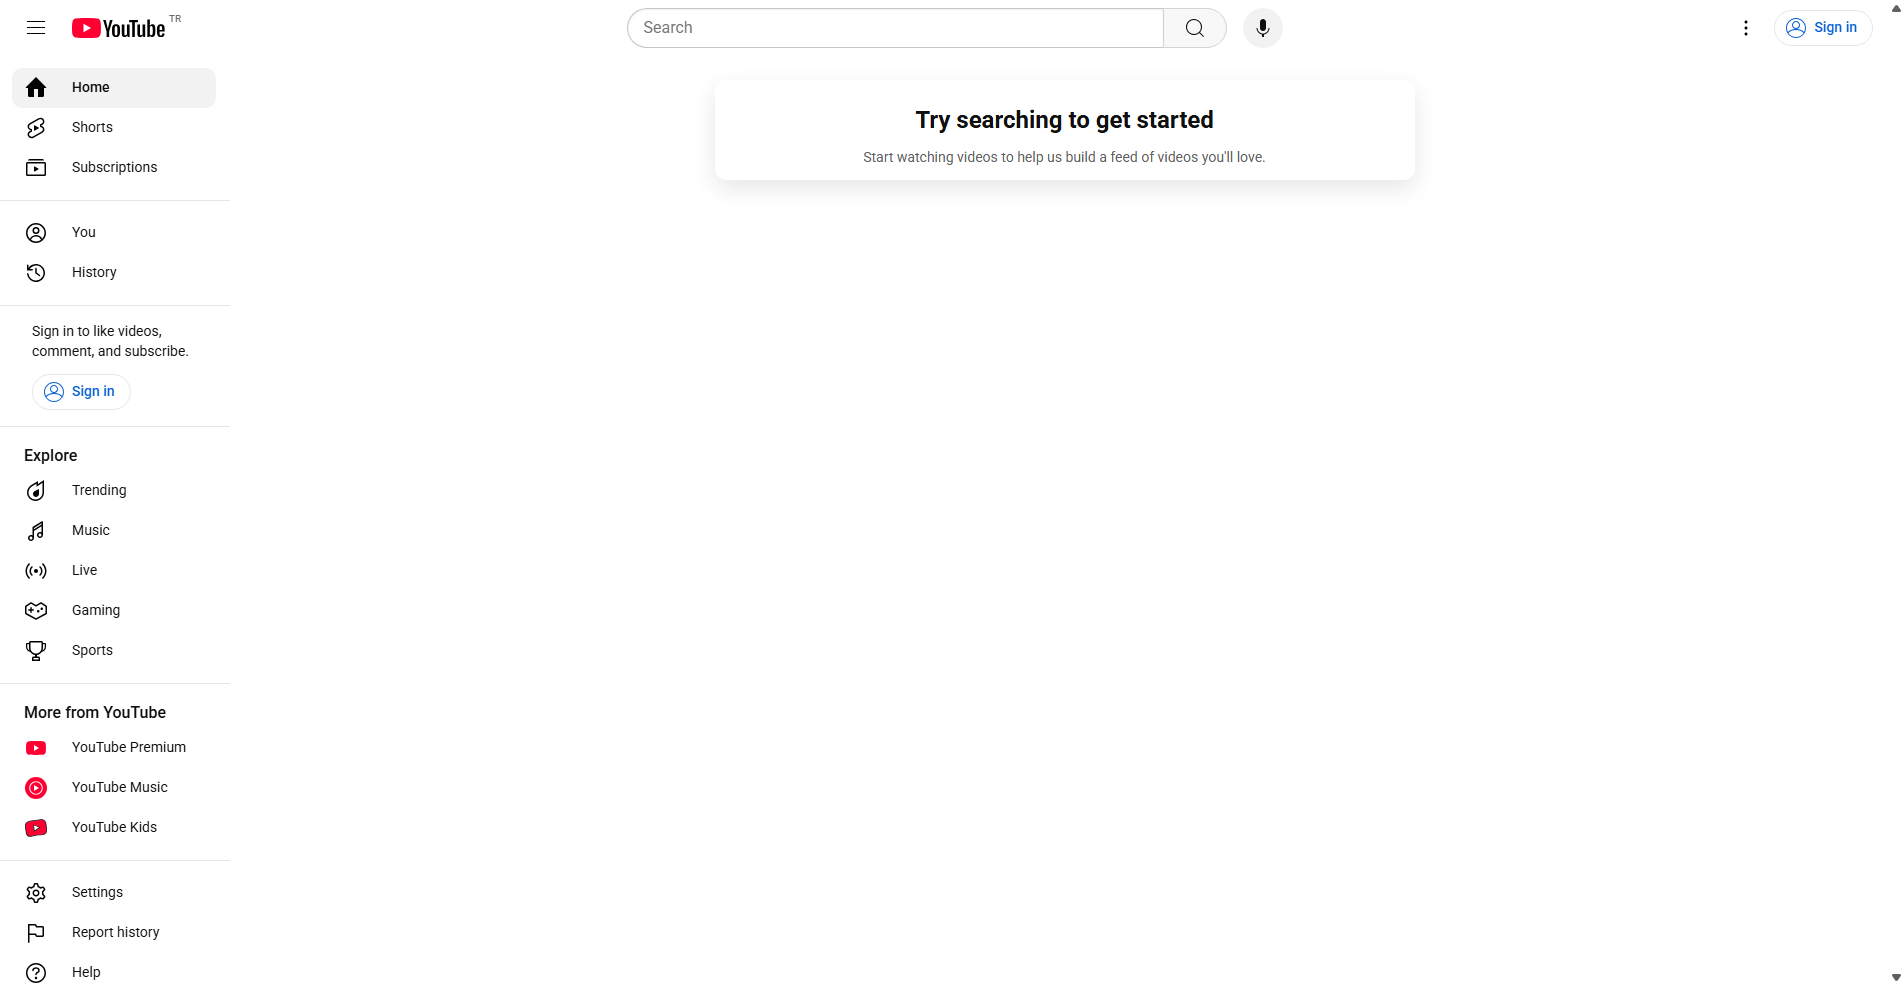 YouTube TR
Search
Sign in
Home
Shorts
Subscriptions
You
History
Sign in to like videos,
comment, and subscribe.
Sign in
Explore
Trending
Music
Live
Gaming
Sports
More from YouTube
YouTube Premium
YouTube Music
YouTube Kids
Settings
Report history
Help
Try searching to get started
Start watching videos to help us build a feed of videos you'll love.